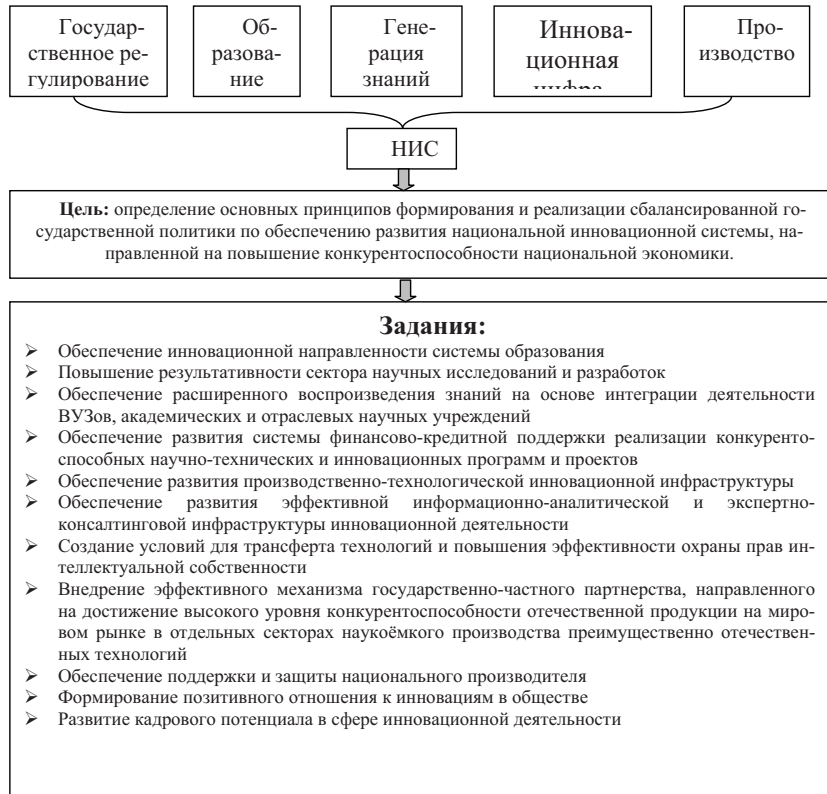 Государ-
ственное ре-
гулирование
Об-
разова-
ние
Гене-
рация
знаний
Иннова-
ционная
Про-
изводство
НИС
Цель: определение основных принципов формирования и реализации сбалансированной го-
сударственной политики по обеспечению развития национальной инновационной системы, на-
правленной на повышение конкурентоспособности национальной экономики.
Задания:
➢ Обеспечение инновационной направленности системы образования
➢ Повышение результативности сектора научных исследований и разработок
➢ Обеспечение расширенного воспроизведения знаний на основе интеграции деятельности
ВУЗов, академических и отраслевых научных учреждений
➢ Обеспечение развития системы финансово-кредитной поддержки реализации конкуренто-
способных научно-технических и инновационных программ и проектов
➢ Обеспечение развития производственно-технологической инновационной инфраструктуры
➢ Обеспечение развития эффективной информационно-аналитической и экспертно-
консалтинговой инфраструктуры инновационной деятельности
➢ Создание условий для трансферта технологий и повышения эффективности охраны прав ин-
теллектуальной собственности
➢ Внедрение эффективного механизма государственно-частного партнерства, направленного
на достижение высокого уровня конкурентоспособности отечественной продукции на миро-
вом рынке в отдельных секторах наукоёмкого производства преимущественно отечествен-
ных технологий
➢ Обеспечение поддержки и защиты национального производителя
➢ Формирование позитивного отношения к инновациям в обществе
➢ Развитие кадрового потенциала в сфере инновационной деятельности